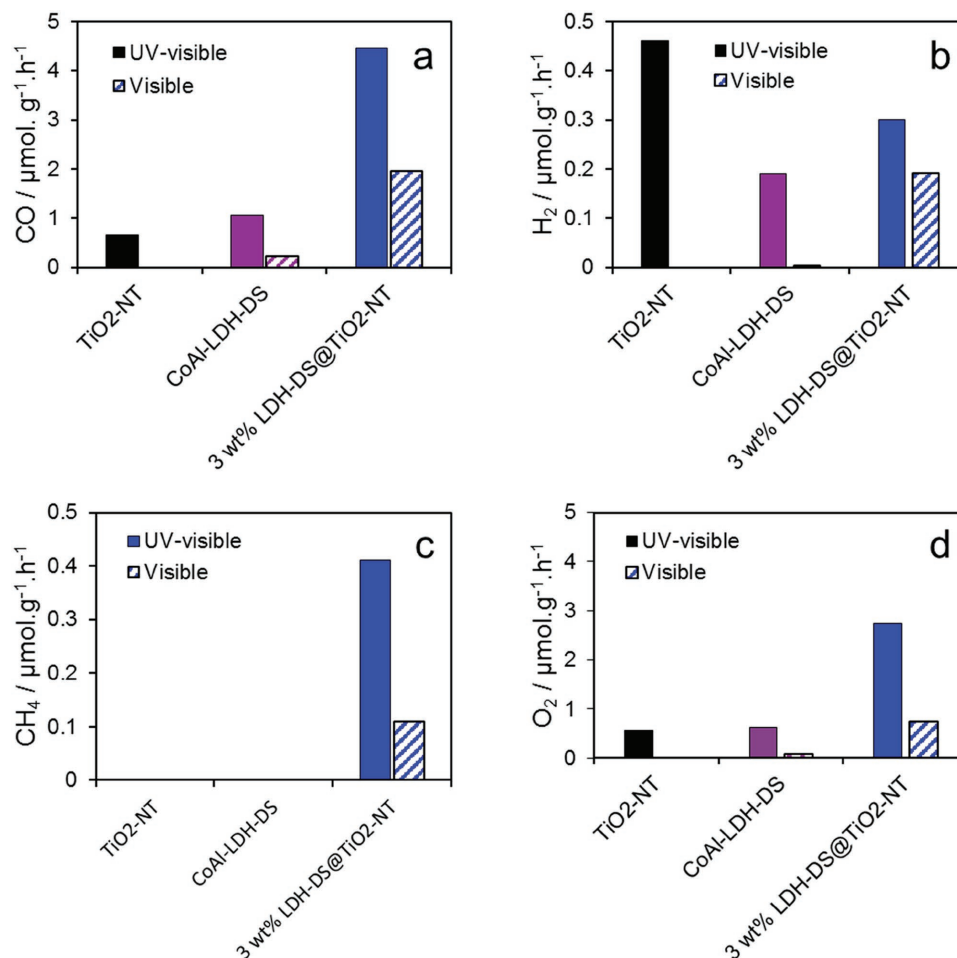 a
CO / µmol. g⁻¹.h⁻¹
5
4
3
2
1
0
UV-visible
Visible
TiO2-NT
CoAl-LDH-DS
3 wt% LDH-DS@TiO2-NT
b
H₂ / µmol.g⁻¹.h⁻¹
0.5
0.4
0.3
0.2
0.1
0
UV-visible
Visible
TiO2-NT
CoAl-LDH-DS
3 wt% LDH-DS@TiO2-NT
c
CH₄ / µmol.g⁻¹.h⁻¹
0.5
0.4
0.3
0.2
0.1
0
UV-visible
Visible
TiO2-NT
CoAl-LDH-DS
3 wt% LDH-DS@TiO2-NT
d
O₂ / µmol.g⁻¹.h⁻¹
5
4
3
2
1
0
UV-visible
Visible
TiO2-NT
CoAl-LDH-DS
3 wt% LDH-DS@TiO2-NT